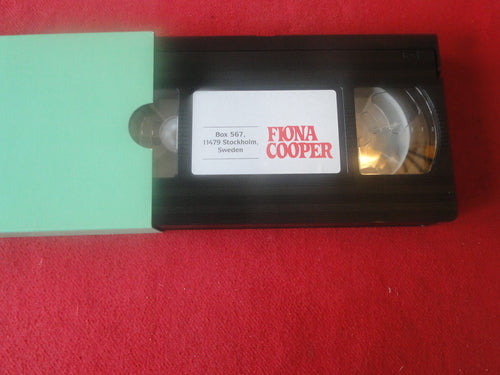 Box 567,
11479 Stockholm,
Sweden
FIONA
COOPER